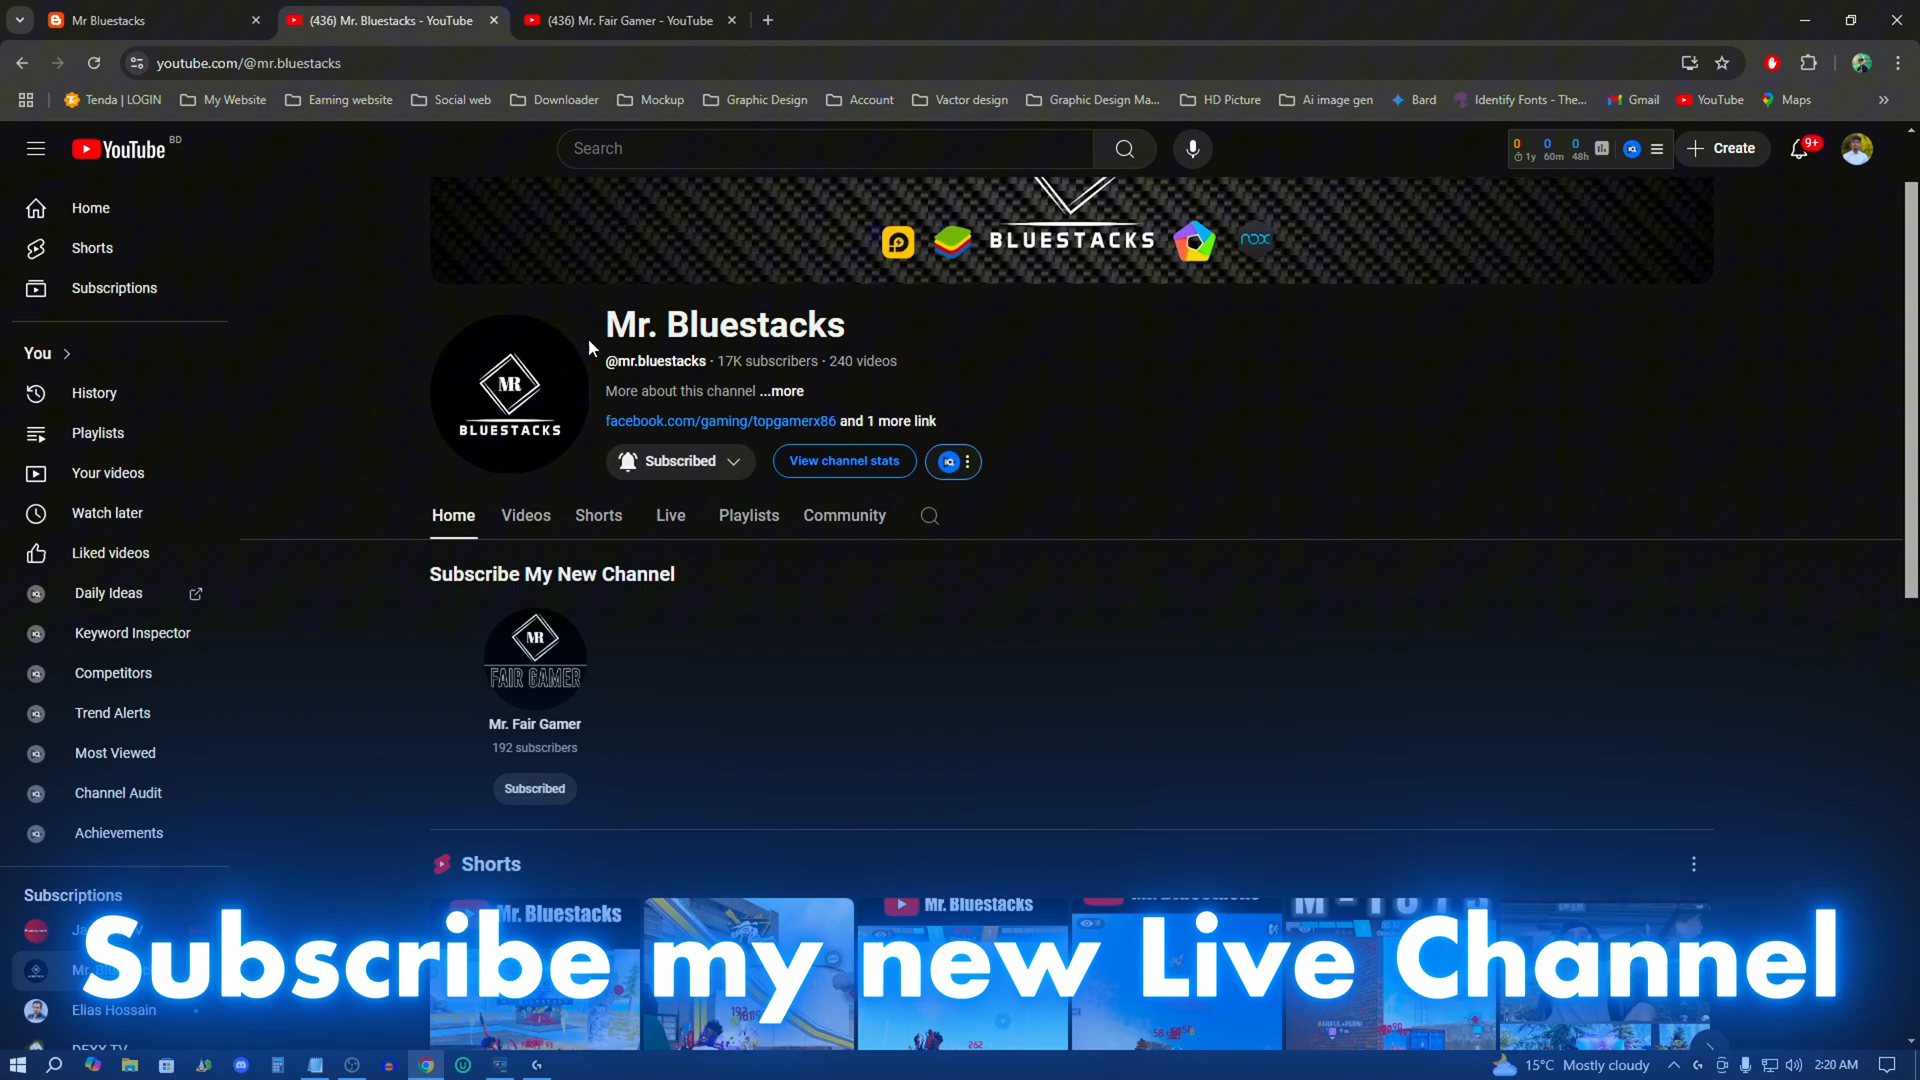 Mr Bluestacks
(436) Mr. Bluestacks - YouTube
(436) Mr. Fair Gamer - YouTube
youtube.com/@mr.bluestacks
Tenda | LOGIN
My Website
Earning website
Social web
Downloader
Mockup
Graphic Design
Account
Vactor design
Graphic Design Ma...
HD Picture
Ai image gen
Bard
Identify Fonts - The...
Gmail
YouTube
Maps
YouTube BD
Search
0 0 0
1y 60m 48h
Create
9+
Home
Shorts
Subscriptions
You
History
Playlists
Your videos
Watch later
Liked videos
Daily Ideas
Keyword Inspector
Competitors
Trend Alerts
Most Viewed
Channel Audit
Achievements
Subscriptions
Elias Hossain
BLUESTACKS
nox
MR
BLUESTACKS
Mr. Bluestacks
@mr.bluestacks · 17K subscribers · 240 videos
More about this channel ...more
facebook.com/gaming/topgamerx86 and 1 more link
Subscribed
View channel stats
Home
Videos
Shorts
Live
Playlists
Community
Subscribe My New Channel
MR
FAIR GAMER
Mr. Fair Gamer
192 subscribers
Subscribed
Shorts
Mr. Bluestacks
Mr. Bluestacks
Subscribe my new Live Channel
262
15°C Mostly cloudy
2:20 AM